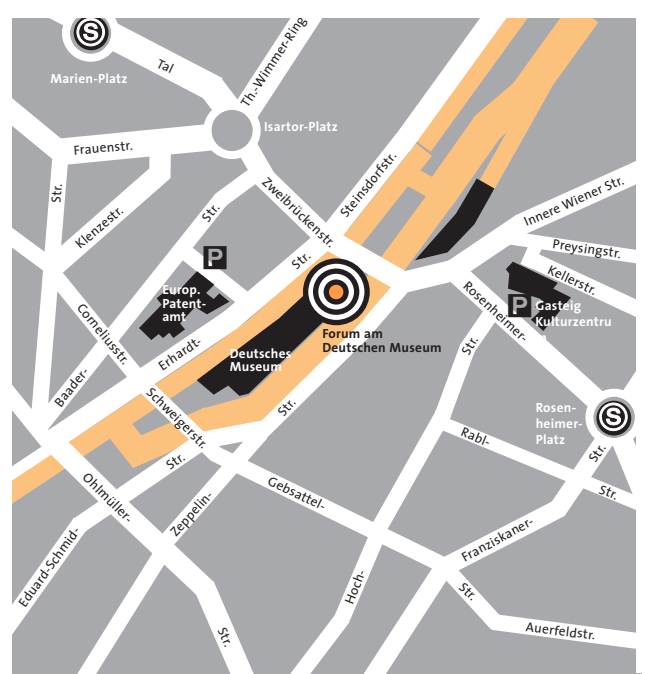 S
Marien-Platz
Tal
Th.-Wimmer-Ring
Isartor-Platz
Frauenstr.
Str.
Klenzestr.
Str.
Zweibrückenstr.
Steinsdorfstr.
Innere Wiener Str.
Preysingstr.
Kellerstr.
P
Europ.
Patent-
amt
Str.
Rosenheimer-
P
Gasteig
Kulturzentru
Corneliusstr.
Erhardt-
Forum am
Deutschen Museum
Deutsches
Museum
Str.
Baader-
Schweigerstr.
Str.
Rosen-
heimer-
Platz
S
Str.
Rabl-
Str.
Str.
Ohlmüller-
Zeppelin-
Gebsattel-
Franziskaner-
Eduard-Schmid-
Hoch-
Str.
Str.
Auerfeldstr.